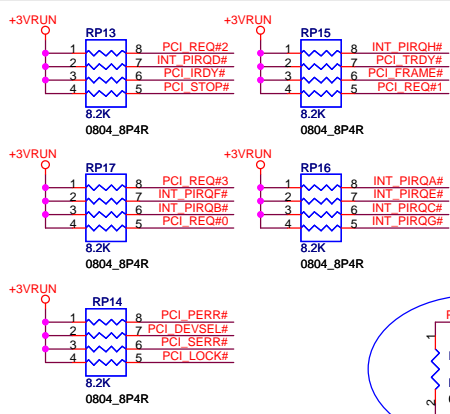 +3VRUN
RP13
1 8 PCI_REQ#2
2 7 INT_PIRQD#
3 6 PCI_IRDY#
4 5 PCI_STOP#
8.2K
0804_8P4R
+3VRUN
RP15
1 8 INT_PIRQH#
2 7 PCI_TRDY#
3 6 PCI_FRAME#
4 5 PCI_REQ#1
8.2K
0804_8P4R
+3VRUN
RP17
1 8 PCI_REQ#3
2 7 INT_PIRQF#
3 6 INT_PIRQB#
4 5 PCI_REQ#0
8.2K
0804_8P4R
+3VRUN
RP16
1 8 INT_PIRQA#
2 7 INT_PIRQE#
3 6 INT_PIRQC#
4 5 INT_PIRQG#
8.2K
0804_8P4R
+3VRUN
RP14
1 8 PCI_PERR#
2 7 PCI_DEVSEL#
3 6 PCI_SERR#
4 5 PCI_LOCK#
8.2K
0804_8P4R
1
2